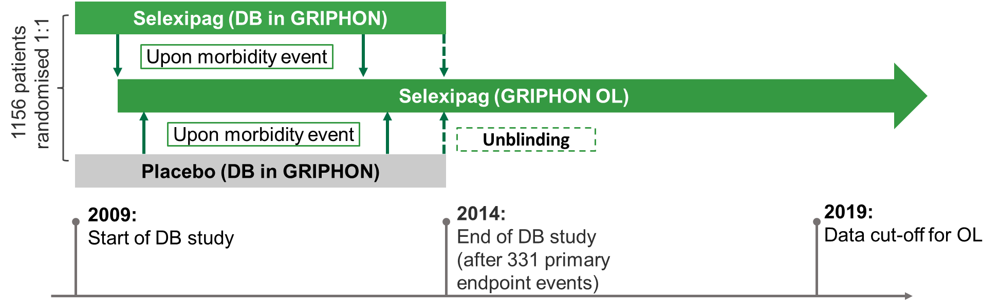 1156 patients
randomised 1:1
Selexipag (DB in GRIPHON)
Upon morbidity event
Selexipag (GRIPHON OL)
Upon morbidity event
Unblinding
Placebo (DB in GRIPHON)
2009:
Start of DB study
2014:
End of DB study
(after 331 primary
endpoint events)
2019:
Data cut-off for OL